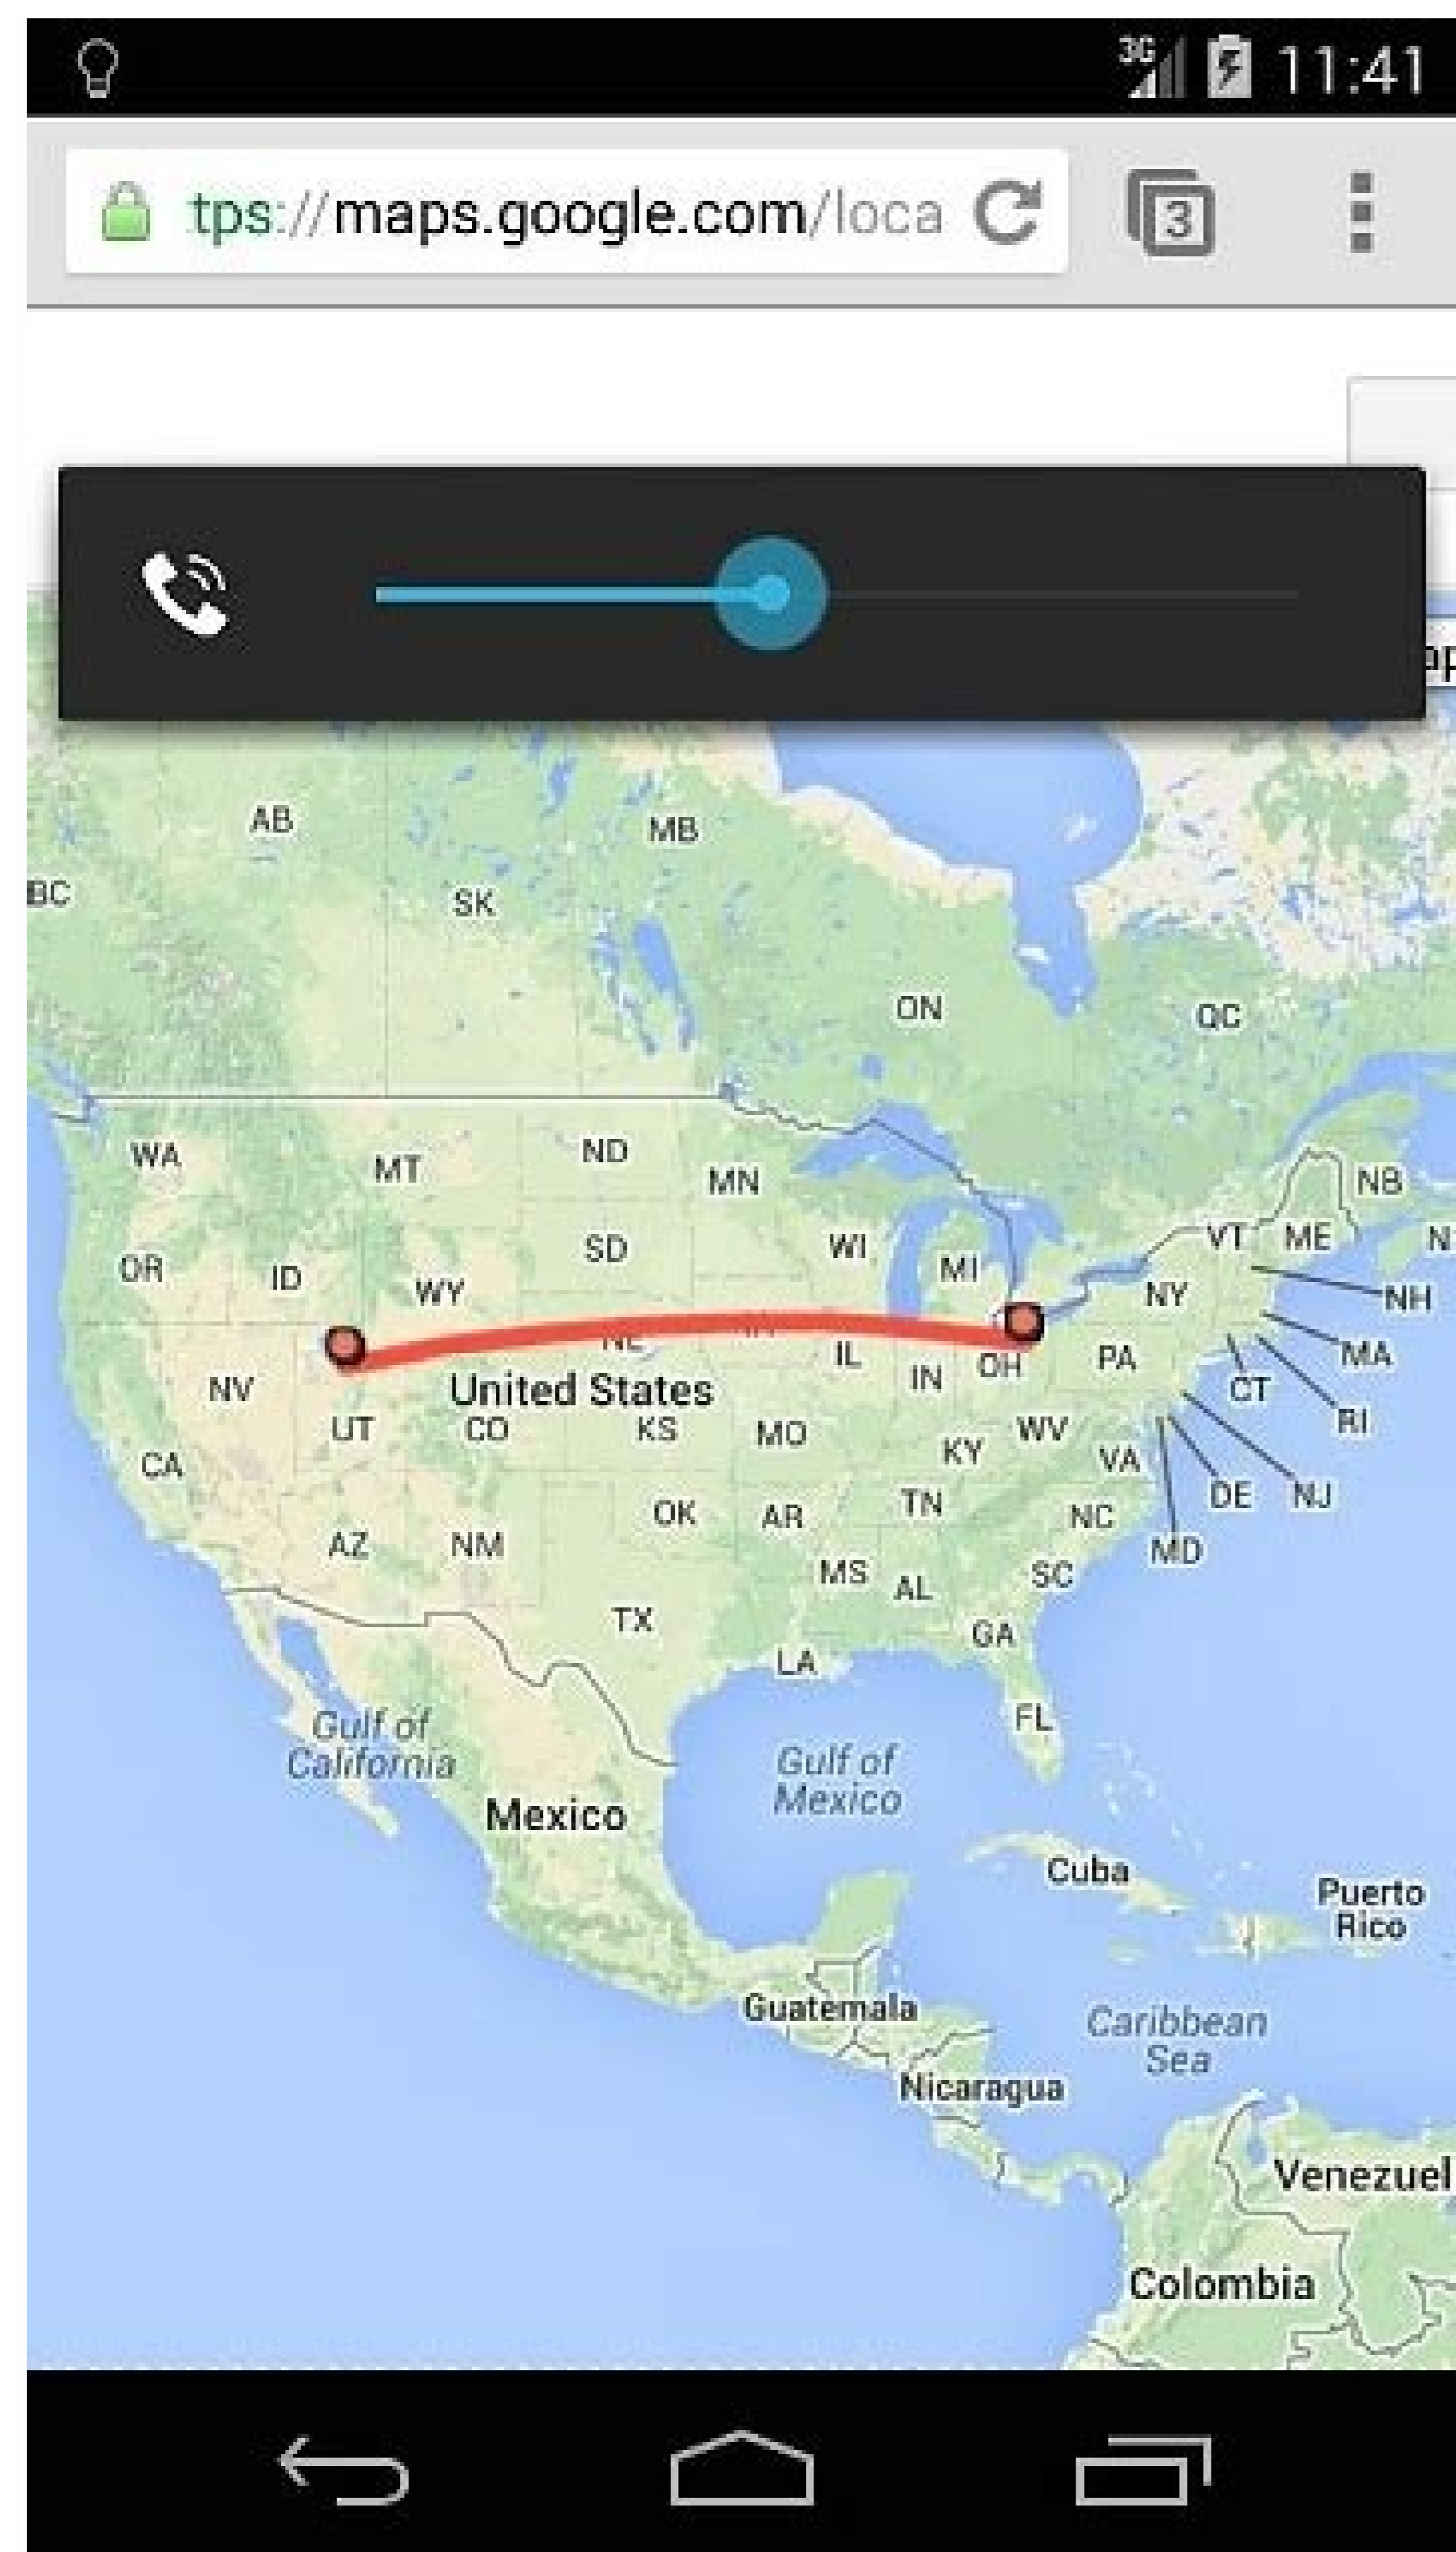 3G 11:41
tps://maps.google.com/loca
3
ap
AB
MB
BC
SK
ON
QC
WA
MT
ND
MN
NB
OR
ID
WY
SD
WI
MI
VT
ME
N
NY
NH
IL
IN
OH
PA
MA
NV
United States
CT
UT
CO
KS
MO
KY
WV
RI
CA
VA
OK
AR
TN
NC
DE
NJ
AZ
NM
MS
AL
SC
MD
TX
GA
LA
FL
Gulf of
California
Gulf of
Mexico
Mexico
Cuba
Puerto
Rico
Guatemala
Caribbean
Sea
Nicaragua
Venezuel
Colombia